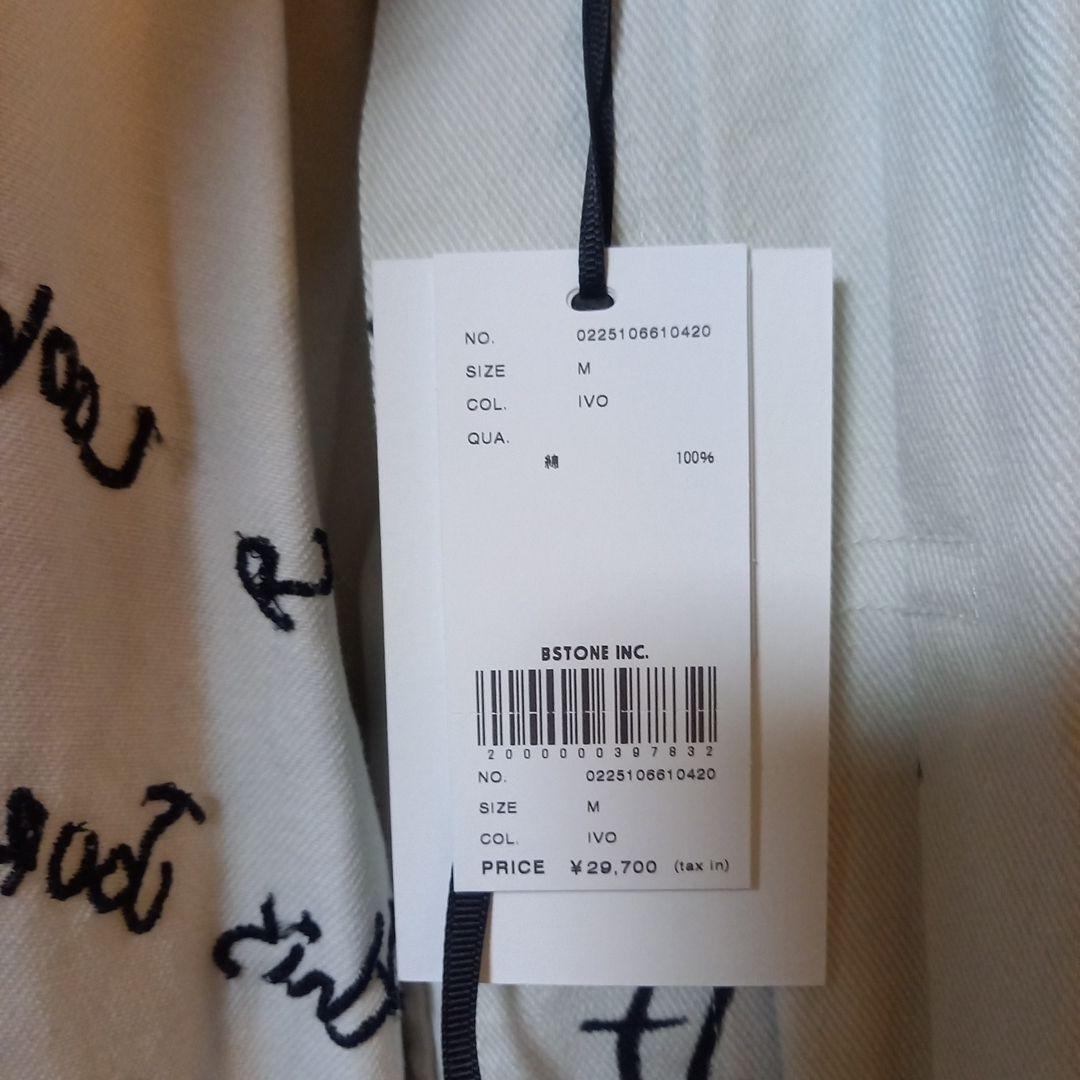 NO. 0225106610420
SIZE M
COL. IVO
QUA.
綿 100%
BSTONE INC.
2000000397832
NO. 0225106610420
SIZE M
COL. IVO
PRICE ¥29,700 (tax in)